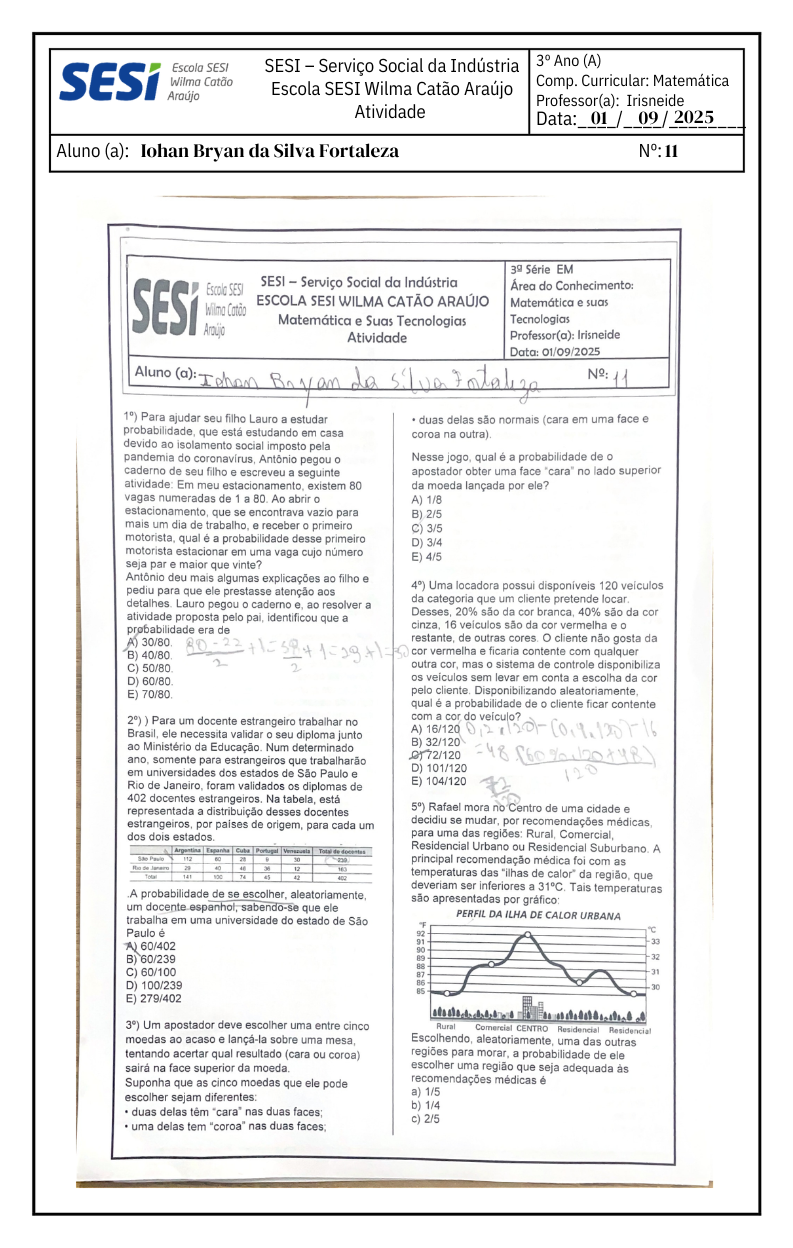 SESI
Escola SESI
Wilma Catão
Araújo
SESI – Serviço Social da Indústria
Escola SESI Wilma Catão Araújo
Atividade
3º Ano (A)
Comp. Curricular: Matemática
Professor(a): Irisneide
Data: 01 / 09 / 2025
Aluno (a): Iohan Bryan da Silva Fortaleza
Nº: 11
SESI
Escola SESI
Wilma Catão
Araújo
SESI – Serviço Social da Indústria
ESCOLA SESI WILMA CATÃO ARAÚJO
Matemática e Suas Tecnologias
Atividade
3ª Série EM
Área do Conhecimento:
Matemática e suas
Tecnologias
Professor(a): Irisneide
Data: 01/09/2025
Aluno (a): Iohan Bryan da Silva Fortaleza
Nº: 11
1º) Para ajudar seu filho Lauro a estudar
probabilidade, que está estudando em casa
devido ao isolamento social imposto pela
pandemia do coronavírus, Antônio pegou o
caderno de seu filho e escreveu a seguinte
atividade: Em meu estacionamento, existem 80
vagas numeradas de 1 a 80. Ao abrir o
estacionamento, que se encontrava vazio para
mais um dia de trabalho, e receber o primeiro
motorista, qual é a probabilidade desse primeiro
motorista estacionar em uma vaga cujo número
seja par e maior que vinte?
Antônio deu mais algumas explicações ao filho e
pediu para que ele prestasse atenção aos
detalhes. Lauro pegou o caderno e, ao resolver a
atividade proposta pelo pai, identificou que a
probabilidade era de
A) 30/80. 80-22/2 +1=58/2+1=29+1=30
B) 40/80.
C) 50/80.
D) 60/80.
E) 70/80.
2º) ) Para um docente estrangeiro trabalhar no
Brasil, ele necessita validar o seu diploma junto
ao Ministério da Educação. Num determinado
ano, somente para estrangeiros que trabalharão
em universidades dos estados de São Paulo e
Rio de Janeiro, foram validados os diplomas de
402 docentes estrangeiros. Na tabela, está
representada a distribuição desses docentes
estrangeiros, por países de origem, para cada um
dos dois estados.
Argentina Espanha Cuba Portugal Venezuela Total de docentes
São Paulo 112 60 28 9 30 239
Rio de Janeiro 29 40 46 36 12 163
Total 141 100 74 45 42 402
.A probabilidade de se escolher, aleatoriamente,
um docente espanhol, sabendo-se que ele
trabalha em uma universidade do estado de São
Paulo é
A) 60/402
B) 60/239
C) 60/100
D) 100/239
E) 279/402
3º) Um apostador deve escolher uma entre cinco
moedas ao acaso e lançá-la sobre uma mesa,
tentando acertar qual resultado (cara ou coroa)
sairá na face superior da moeda.
Suponha que as cinco moedas que ele pode
escolher sejam diferentes:
• duas delas têm “cara” nas duas faces;
• uma delas tem “coroa” nas duas faces;
• duas delas são normais (cara em uma face e
coroa na outra).
Nesse jogo, qual é a probabilidade de o
apostador obter uma face “cara” no lado superior
da moeda lançada por ele?
A) 1/8
B) 2/5
C) 3/5
D) 3/4
E) 4/5
4º) Uma locadora possui disponíveis 120 veículos
da categoria que um cliente pretende locar.
Desses, 20% são da cor branca, 40% são da cor
cinza, 16 veículos são da cor vermelha e o
restante, de outras cores. O cliente não gosta da
cor vermelha e ficaria contente com qualquer
outra cor, mas o sistema de controle disponibiliza
os veículos sem levar em conta a escolha da cor
pelo cliente. Disponibilizando aleatoriamente,
qual é a probabilidade de o cliente ficar contente
com a cor do veículo?
A) 16/120 (0,2.120)-(0,4.120)-16
B) 32/120
C) 72/120
D) 101/120
E) 104/120
5º) Rafael mora no Centro de uma cidade e
decidiu se mudar, por recomendações médicas,
para uma das regiões: Rural, Comercial,
Residencial Urbano ou Residencial Suburbano. A
principal recomendação médica foi com as
temperaturas das “ilhas de calor” da região, que
deveriam ser inferiores a 31ºC. Tais temperaturas
são apresentadas por gráfico:
PERFIL DA ILHA DE CALOR URBANA
ºF
ºC
92
91
90
89
88
87
86
85
33
32
31
30
Rural Comercial CENTRO Residencial Residencial
Escolhendo, aleatoriamente, uma das outras
regiões para morar, a probabilidade de ele
escolher uma região que seja adequada às
recomendações médicas é
a) 1/5
b) 1/4
c) 2/5